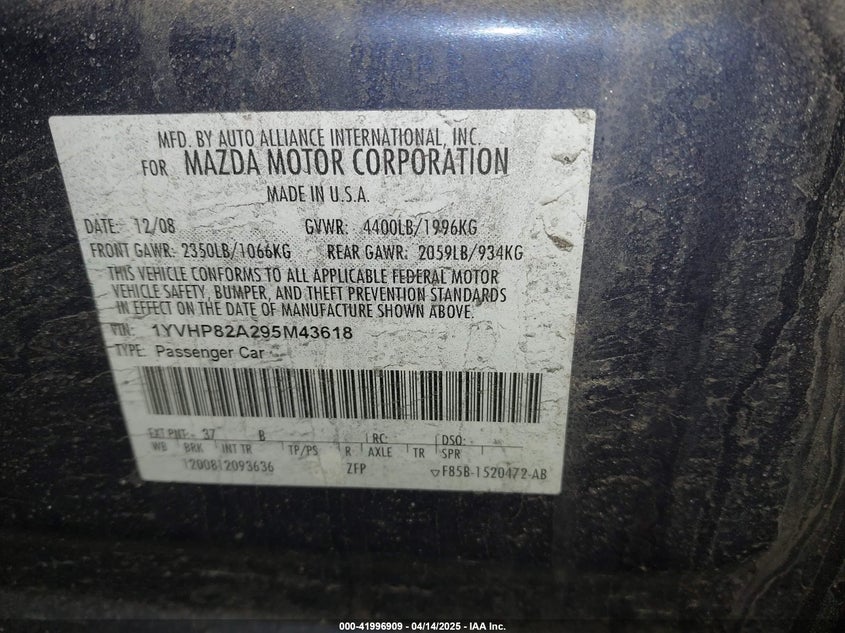 MFD. BY AUTO ALLIANCE INTERNATIONAL, INC.
FOR MAZDA MOTOR CORPORATION
MADE IN U.S.A.
DATE: 12/08 GVWR: 4400LB/1996KG
FRONT GAWR: 2350LB/1066KG REAR GAWR: 2059LB/934KG
THIS VEHICLE CONFORMS TO ALL APPLICABLE FEDERAL MOTOR
VEHICLE SAFETY, BUMPER, AND THEFT PREVENTION STANDARDS
IN EFFECT ON THE DATE OF MANUFACTURE SHOWN ABOVE.
VIN: 1YVHP82A295M43618
TYPE: Passenger Car
EXT PNT: 37 B RC: DSO:
WB BRK INT TR TP/PS R AXLE TR SPR
1200812093636 ZFP ▽F85B-1520472-AB
000-41996909 - 04/14/2025 - IAA Inc.